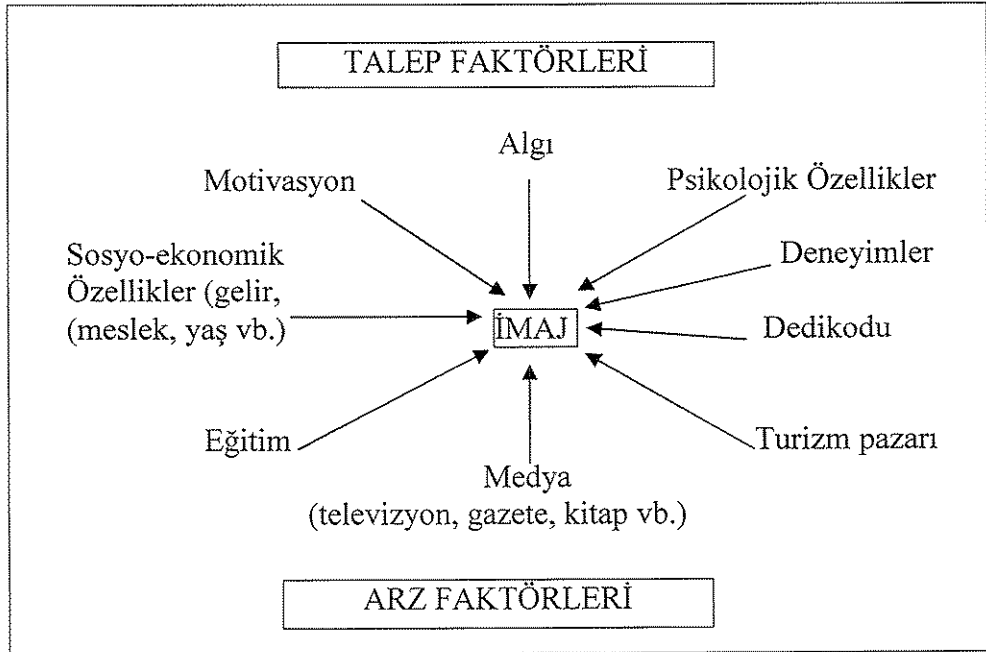 TALEP FAKTÖRLERİ
Algı
Motivasyon
Psikolojik Özellikler
Sosyo-ekonomik
Özellikler (gelir,
(meslek, yaş vb.)
Deneyimler
İMAJ
Dedikodu
Eğitim
Turizm pazarı
Medya
(televizyon, gazete, kitap vb.)
ARZ FAKTÖRLERİ